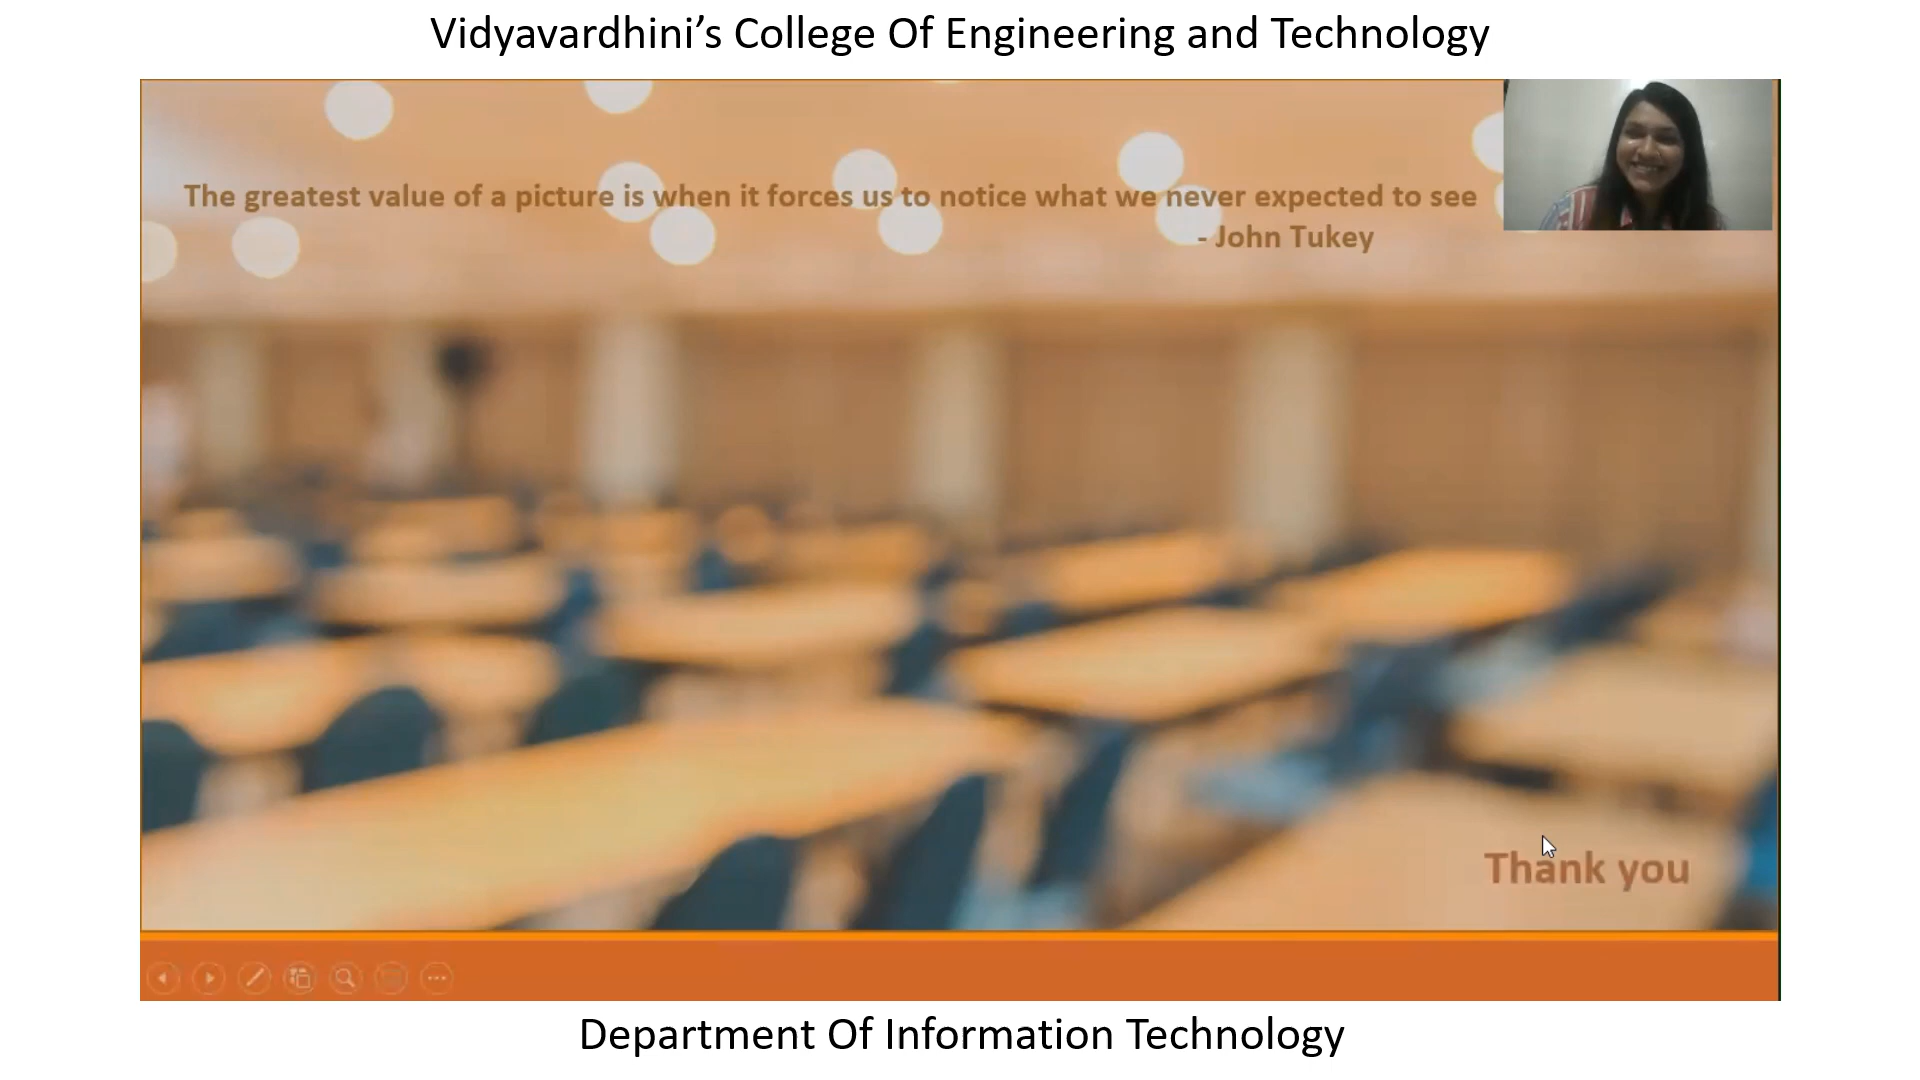 Vidyavardhini’s College Of Engineering and Technology
The greatest value of a picture is when it forces us to notice what we never expected to see
- John Tukey
Thank you
Department Of Information Technology